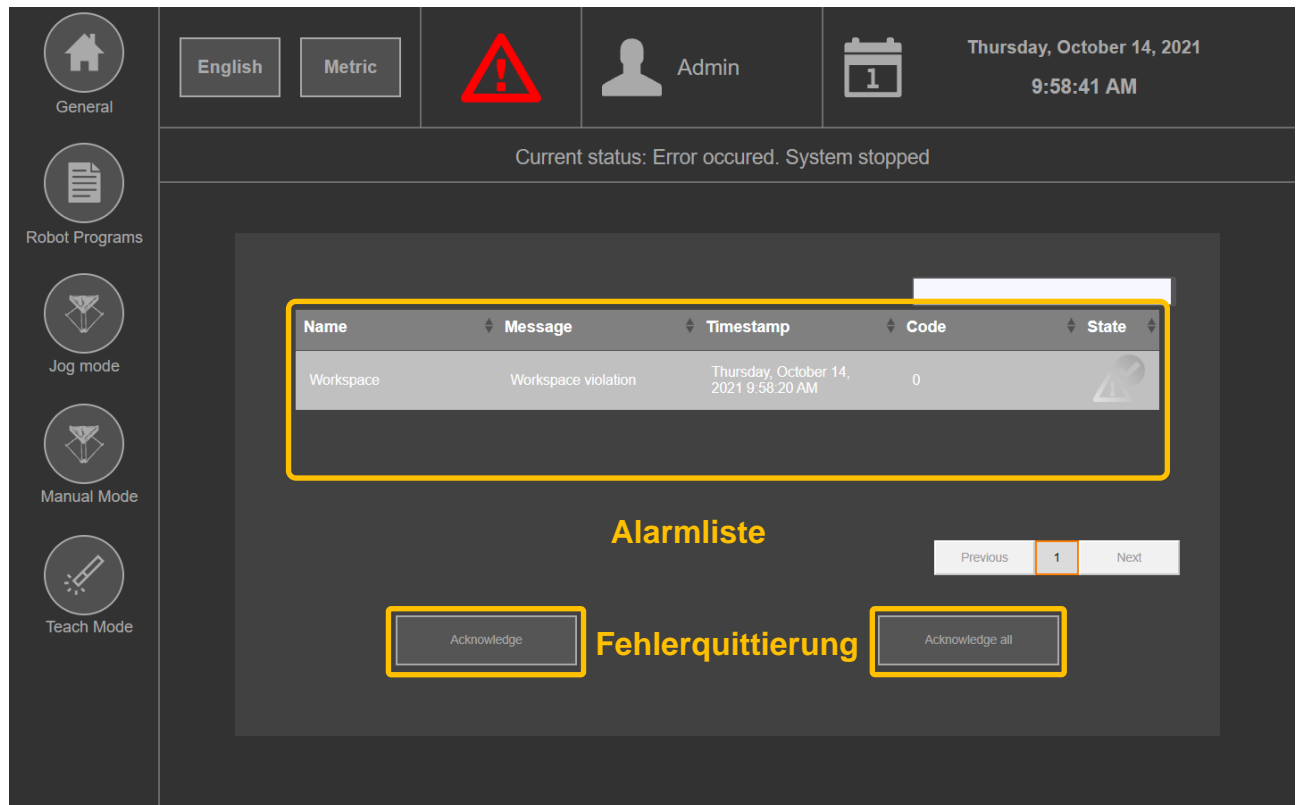 General
Robot Programs
Jog mode
Manual Mode
Teach Mode
English
Metric
Admin
1
Thursday, October 14, 2021
9:58:41 AM
Current status: Error occured. System stopped
Name Message Timestamp Code State
Workspace Workspace violation Thursday, October 14, 0
2021 9:58:20 AM
Alarmliste
Previous 1 Next
Acknowledge Fehlerquittierung Acknowledge all